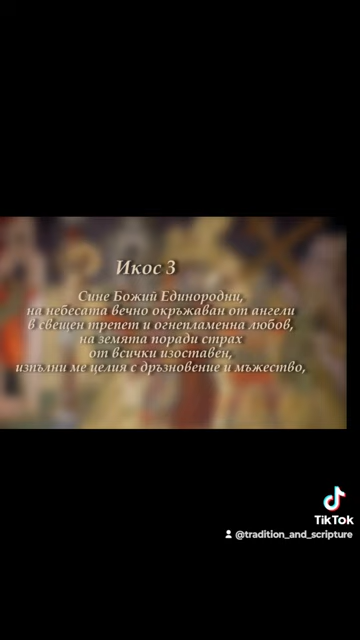 Икос 3
Сине Божий Единородни,
на небесата вечно окръжаван от ангели
в свещен трепет и огнепламенна любов,
на земята поради страх
от всички изоставен,
изпълни ме целия с дръзновение и мъжество,
TikTok
@tradition_and_scripture